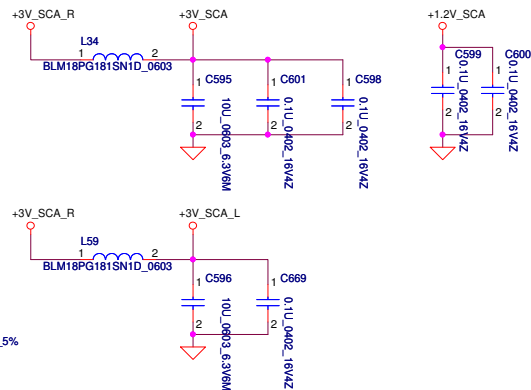 +3V_SCA_R
+3V_SCA
+1.2V_SCA
L34
1
2
BLM18PG181SN1D_0603
C595
1
2
10U_0603_6.3V6M
C601
1
2
0.1U_0402_16V4Z
C598
1
2
0.1U_0402_16V4Z
C599
1
2
0.1U_0402_16V4Z
C600
1
2
0.1U_0402_16V4Z
+3V_SCA_R
+3V_SCA_L
L59
1
2
BLM18PG181SN1D_0603
C596
1
2
10U_0603_6.3V6M
C669
1
2
0.1U_0402_16V4Z
_5%